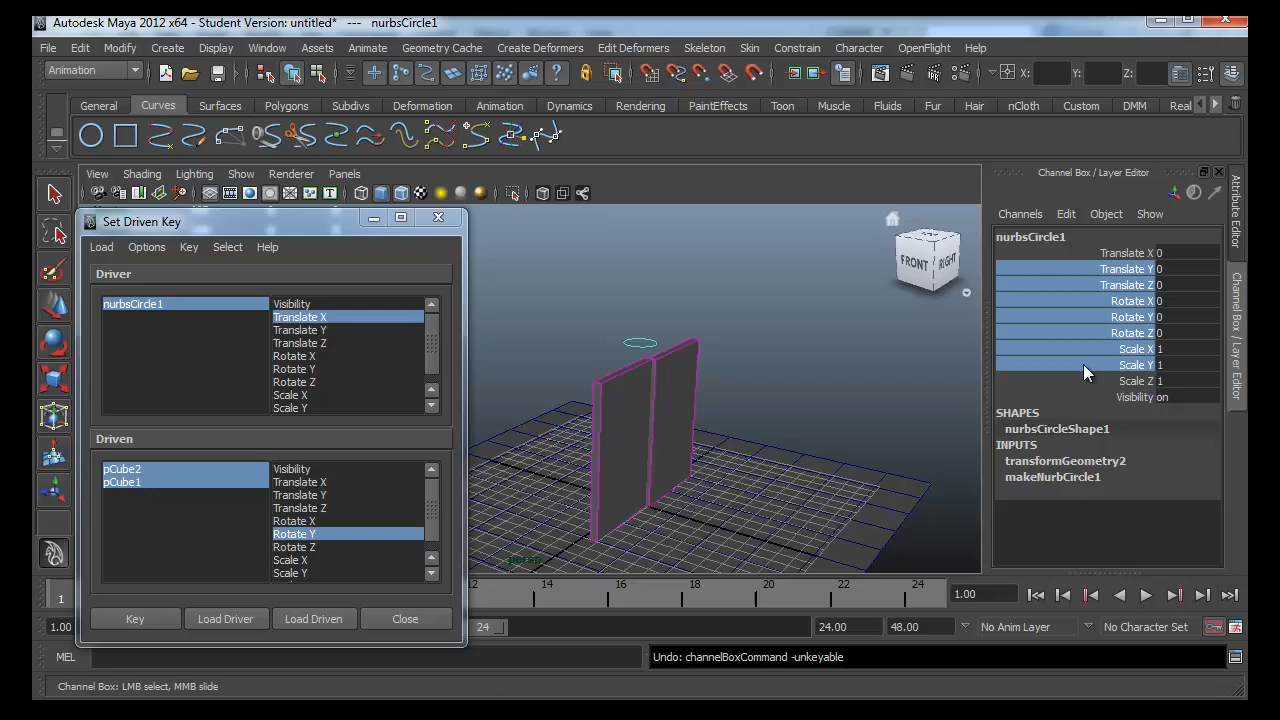 Autodesk Maya 2012 x64 - Student Version: untitled* --- nurbsCircle1
File Edit Modify Create Display Window Assets Animate Geometry Cache Create Deformers Edit Deformers Skeleton Skin Constrain Character OpenFlight Help
Animation X: Y: Z:
General Curves Surfaces Polygons Subdivs Deformation Animation Dynamics Rendering PaintEffects Toon Muscle Fluids Fur Hair nCloth Custom DMM Real
View Shading Lighting Show Renderer Panels
Set Driven Key
Load Options Key Select Help
Driver
nurbsCircle1 Visibility
Translate X
Translate Y
Translate Z
Rotate X
Rotate Y
Rotate Z
Scale X
Scale Y
Driven
pCube2 Visibility
pCube1 Translate X
Translate Y
Translate Z
Rotate X
Rotate Y
Rotate Z
Scale X
Scale Y
Key Load Driver Load Driven Close
FRONT RIGHT
persp
Channel Box / Layer Editor
Channels Edit Object Show
nurbsCircle1
Translate X 0
Translate Y 0
Translate Z 0
Rotate X 0
Rotate Y 0
Rotate Z 0
Scale X 1
Scale Y 1
Scale Z 1
Visibility on
SHAPES
nurbsCircleShape1
INPUTS
transformGeometry2
makeNurbCircle1
Attribute Editor
Channel Box / Layer Editor
1 12 14 16 18 20 22 24 1.00
1.00 24 24.00 48.00 No Anim Layer No Character Set
MEL Undo: channelBoxCommand -unkeyable
Channel Box: LMB select, MMB slide